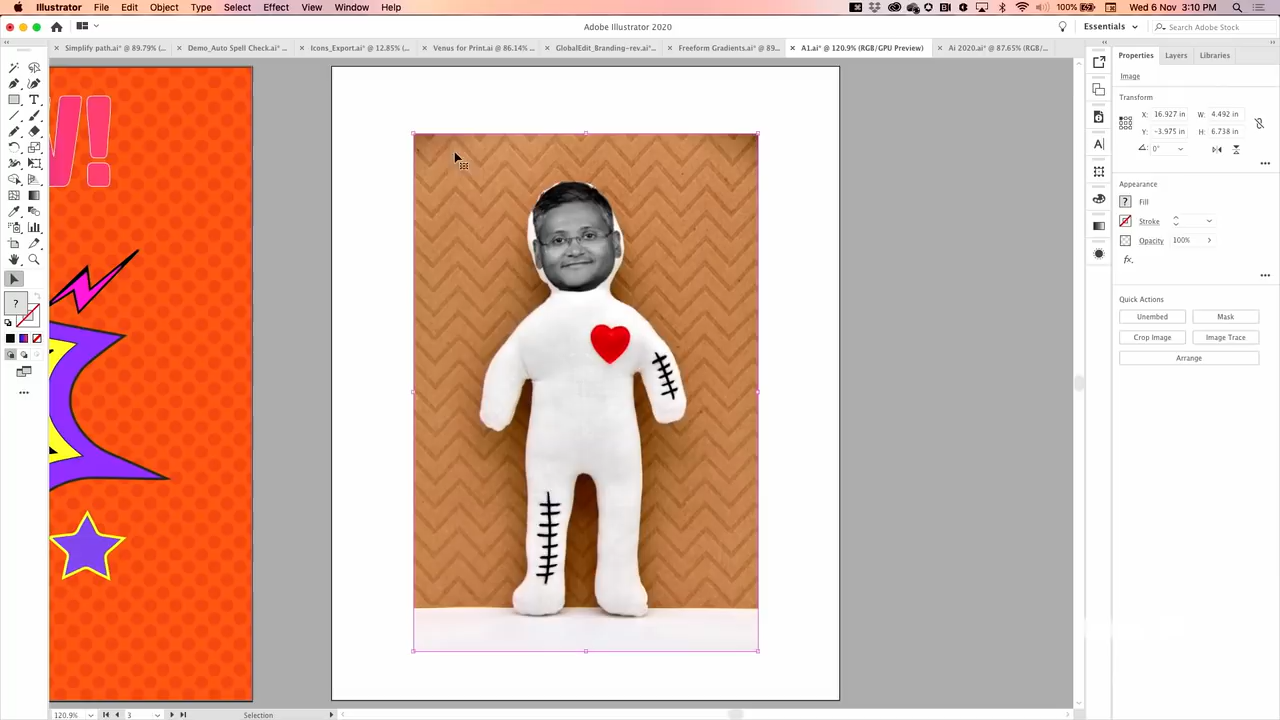 Illustrator File Edit Object Type Select Effect View Window Help 100% Wed 6 Nov 3:10 PM
Adobe Illustrator 2020
Essentials
Search Adobe Stock
Simplify path.ai* @ 89.79% (...
Demo_Auto Spell Check.ai* ...
Icons_Export.ai* @ 12.85% (...
Venus for Print.ai @ 86.14% ...
GlobalEdit_Branding-rev.ai*...
Freeform Gradients.ai @ 89...
A1.ai* @ 120.9% (RGB/GPU Preview)
Ai 2020.ai* @ 87.65% (RGB/...
Properties Layers Libraries
Image
Transform
X: 16.927 in W: 4.492 in
Y: -3.975 in H: 6.738 in
0°
Appearance
? Fill
Stroke
Opacity 100%
fx.
Quick Actions
Unembed Mask
Crop Image Image Trace
Arrange
!
?
120.9% 3 Selection